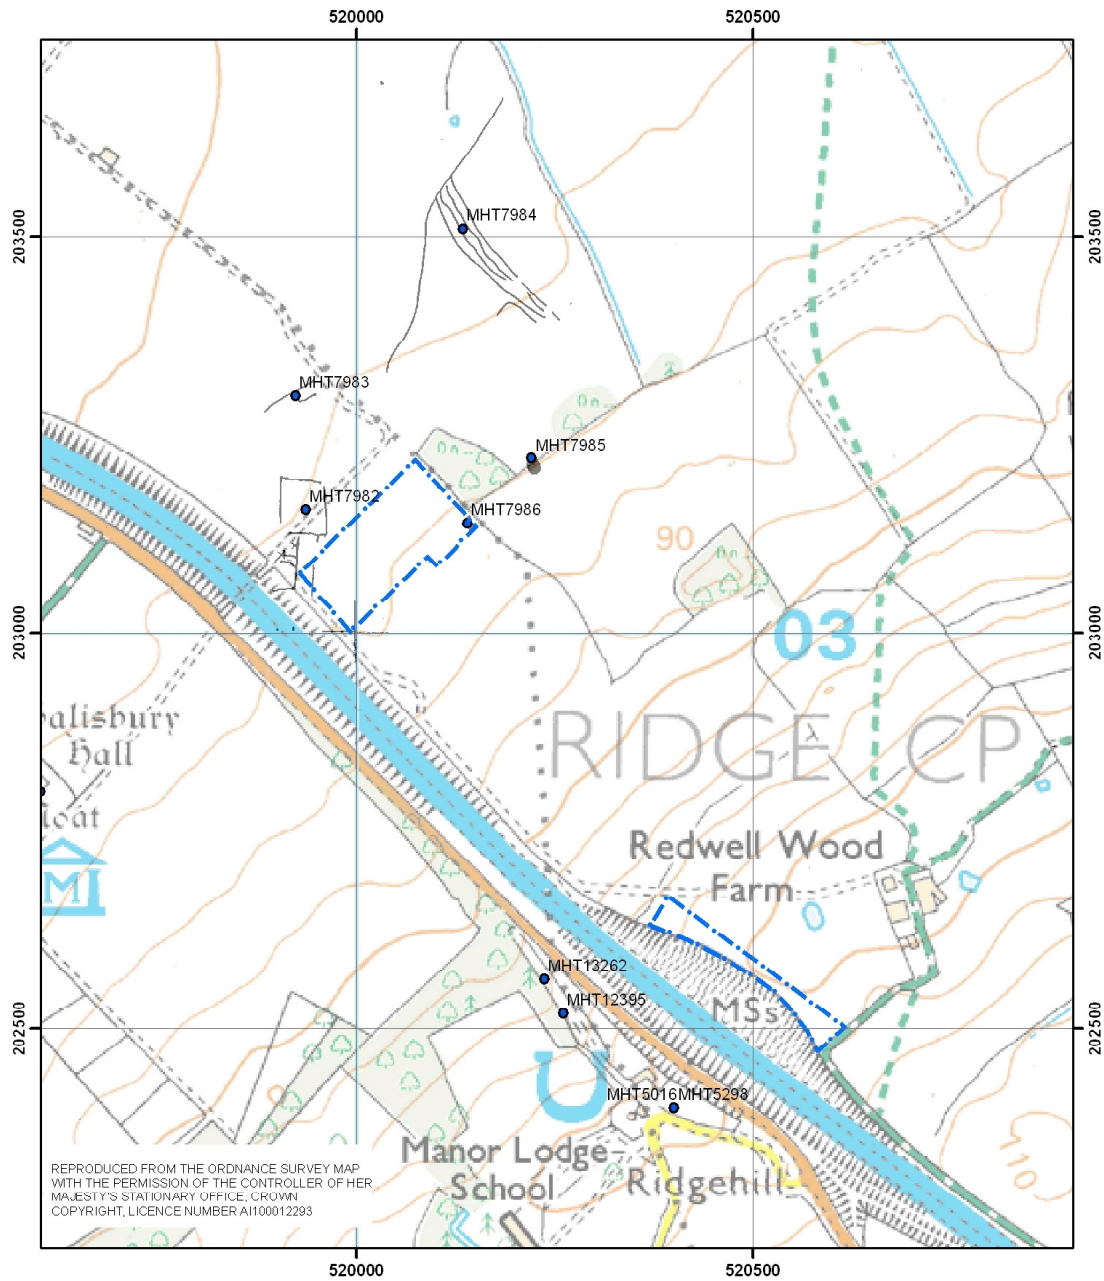 520000
520500
203500
203500
MHT7984
MHT7983
MHT7985
MHT7982
MHT7986
90
203000
203000
03
alisbury
Hall
RIDGE CP
Moat
M
Redwell Wood
Farm
MHT13262
MHT12395
202500
202500
MSs
MHT5016MHT5298
110
Manor Lodge
School
Ridgehill
REPRODUCED FROM THE ORDNANCE SURVEY MAP
WITH THE PERMISSION OF THE CONTROLLER OF HER
MAJESTY'S STATIONARY OFFICE, CROWN
COPYRIGHT, LICENCE NUMBER AI100012293
520000
520500